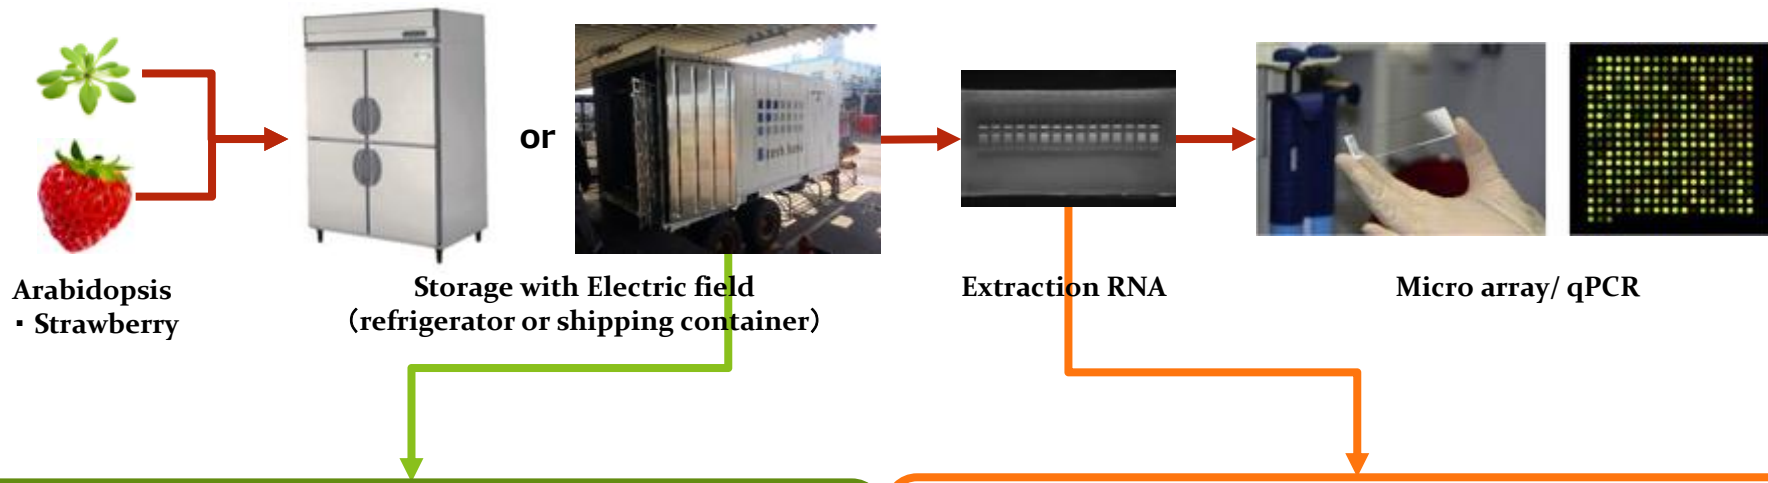 or
Arabidopsis
・Strawberry
Storage with Electric field
（refrigerator or shipping container）
Extraction RNA
Micro array/ qPCR